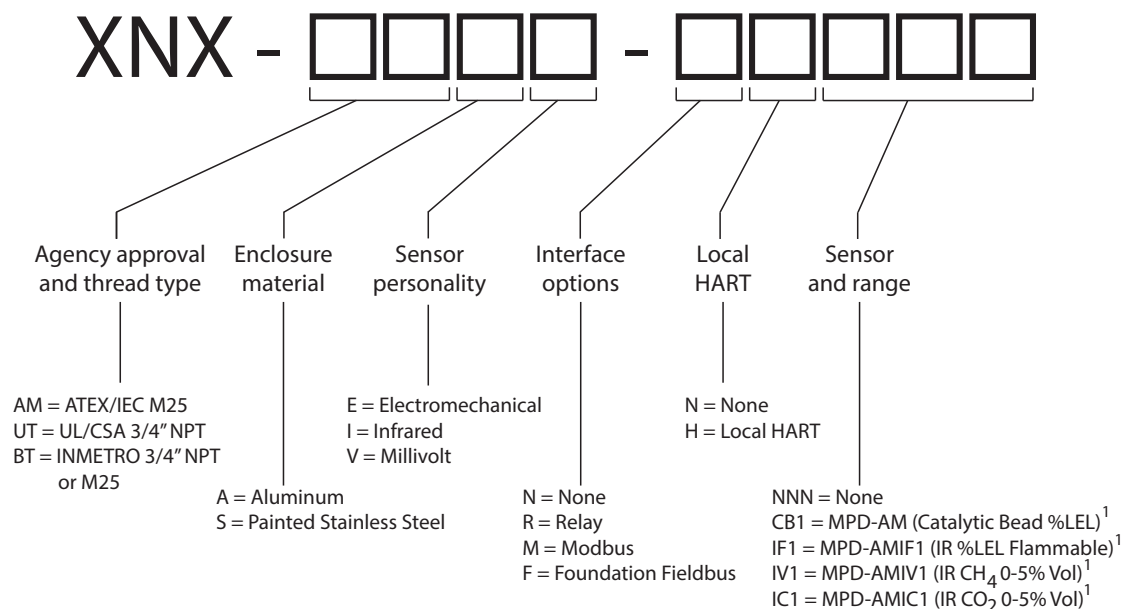 XNX - □□□□ - □□□□□
Agency approval
and thread type
Enclosure
material
Sensor
personality
Interface
options
Local
HART
Sensor
and range
AM = ATEX/IEC M25
UT = UL/CSA 3/4” NPT
BT = INMETRO 3/4” NPT
or M25
A = Aluminum
S = Painted Stainless Steel
E = Electromechanical
I = Infrared
V = Millivolt
N = None
R = Relay
M = Modbus
F = Foundation Fieldbus
N = None
H = Local HART
NNN = None
CB1 = MPD-AM (Catalytic Bead %LEL)¹
IF1 = MPD-AMIF1 (IR %LEL Flammable)¹
IV1 = MPD-AMIV1 (IR CH₄ 0-5% Vol)¹
IC1 = MPD-AMIC1 (IR CO₂ 0-5% Vol)¹